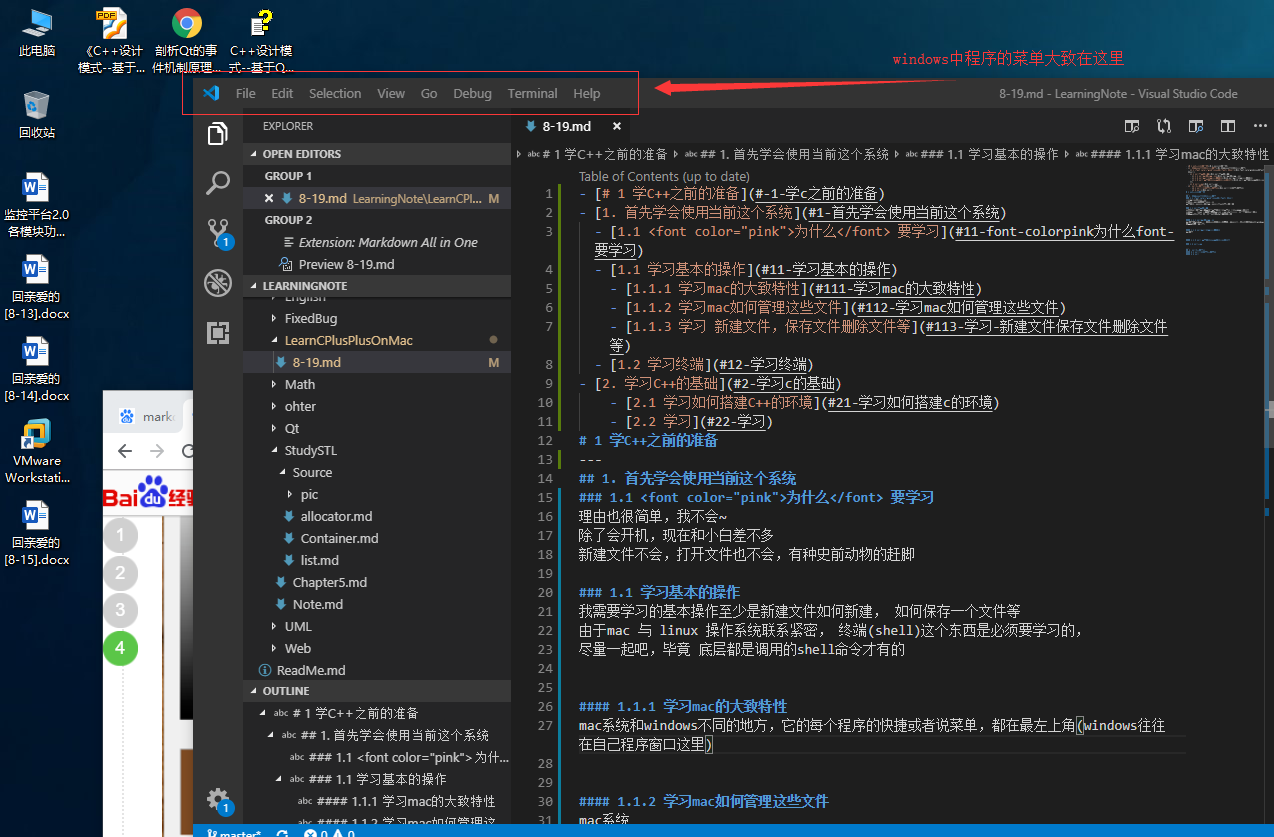 此电脑
《C++设计
模式--基于...
剖析Qt的事
件机制原理...
C++设计模
式--基于Q...
回收站
监控平台2.0
各模块功...
回亲爱的
[8-13].docx
回亲爱的
[8-14].docx
VMware
Workstati...
回亲爱的
[8-15].docx
windows中程序的菜单大致在这里
File Edit Selection View Go Debug Terminal Help
8-19.md - LearningNote - Visual Studio Code
mark
Bai du 经验
1
2
3
4
EXPLORER
OPEN EDITORS
GROUP 1
8-19.md LearningNote\LearnCPl... M
GROUP 2
Extension: Markdown All in One
Preview 8-19.md
LEARNINGNOTE
English
FixedBug
LearnCPlusPlusOnMac
8-19.md M
Math
ohter
Qt
StudySTL
Source
pic
allocator.md
Container.md
list.md
Chapter5.md
Note.md
UML
Web
ReadMe.md
OUTLINE
abc # 1 学C++之前的准备
abc ## 1. 首先学会使用当前这个系统
abc ### 1.1 <font color="pink"> 为什...
abc ### 1.1 学习基本的操作
abc #### 1.1.1 学习mac的大致特性
abc #### 1.1.2 学习mac如何管理这...
1
1
master* 0 0
8-19.md
abc # 1 学C++之前的准备 abc ## 1. 首先学会使用当前这个系统 abc ### 1.1 学习基本的操作 abc #### 1.1.1 学习mac的大致特性
Table of Contents (up to date)
1 - [# 1 学C++之前的准备](#-1-学c之前的准备)
2 - [1. 首先学会使用当前这个系统](#1-首先学会使用当前这个系统)
3 - [1.1 <font color="pink">为什么</font> 要学习](#11-font-colorpink为什么font-
要学习)
4 - [1.1 学习基本的操作](#11-学习基本的操作)
5 - [1.1.1 学习mac的大致特性](#111-学习mac的大致特性)
6 - [1.1.2 学习mac如何管理这些文件](#112-学习mac如何管理这些文件)
7 - [1.1.3 学习 新建文件，保存文件删除文件等](#113-学习-新建文件保存文件删除文件
等)
8 - [1.2 学习终端](#12-学习终端)
9 - [2. 学习C++的基础](#2-学习c的基础)
10 - [2.1 学习如何搭建C++的环境](#21-学习如何搭建c的环境)
11 - [2.2 学习](#22-学习)
12 # 1 学C++之前的准备
13 ---
14 ## 1. 首先学会使用当前这个系统
15 ### 1.1 <font color="pink">为什么</font> 要学习
16 理由也很简单，我不会~
17 除了会开机，现在和小白差不多
18 新建文件不会，打开文件也不会，有种史前动物的赶脚
19
20 ### 1.1 学习基本的操作
21 我需要学习的基本操作至少是新建文件如何新建， 如何保存一个文件等
22 由于mac 与 linux 操作系统联系紧密， 终端(shell)这个东西是必须要学习的，
23 尽量一起吧，毕竟 底层都是调用的shell命令才有的
24
25
26 #### 1.1.1 学习mac的大致特性
27 mac系统和windows不同的地方，它的每个程序的快捷或者说菜单，都在最左上角(windows往往
在自己程序窗口这里)
28
29
30 #### 1.1.2 学习mac如何管理这些文件
31 mac系统